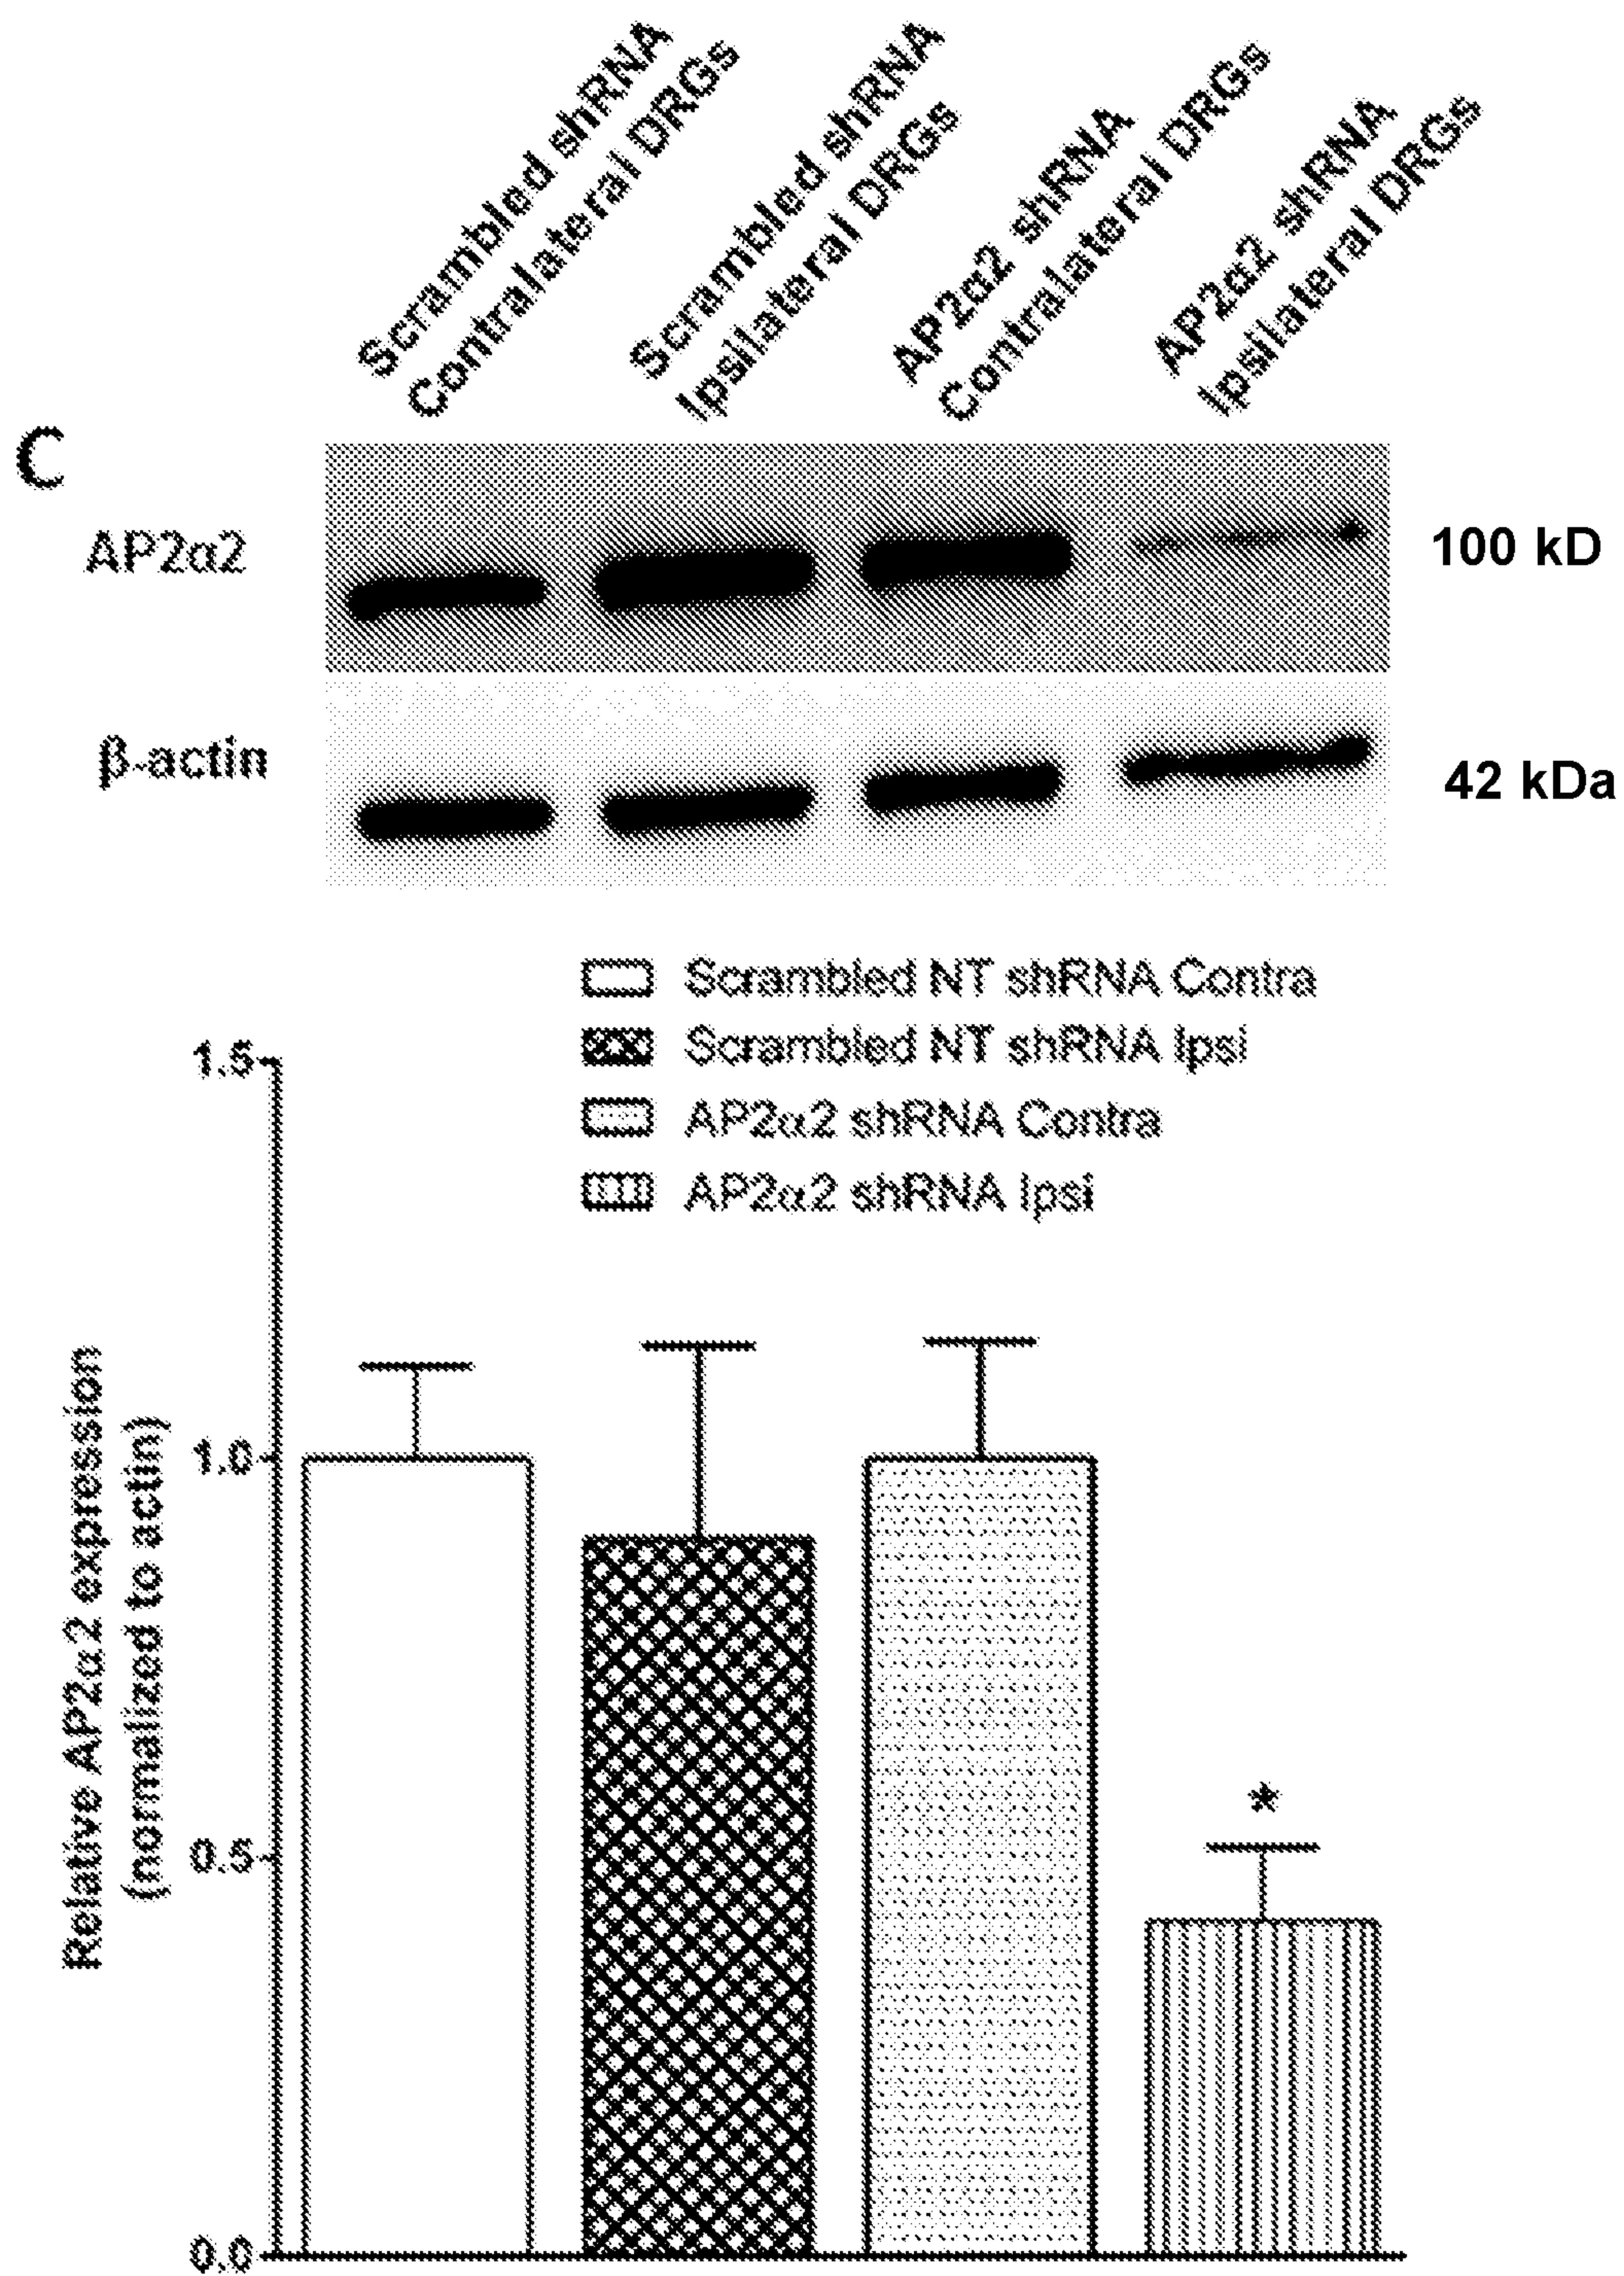 Scrambled shRNA
Contralateral DRGs
Scrambled shRNA
Ipsilateral DRGs
AP2α2 shRNA
Contralateral DRGs
AP2α2 shRNA
Ipsilateral DRGs
C
AP2α2
100 kD
β-actin
42 kDa
Scrambled NT shRNA Contra
Scrambled NT shRNA Ipsi
AP2α2 shRNA Contra
AP2α2 shRNA Ipsi
Relative AP2α2 expression
(normalized to actin)
1.5
1.0
0.5
0.0
*